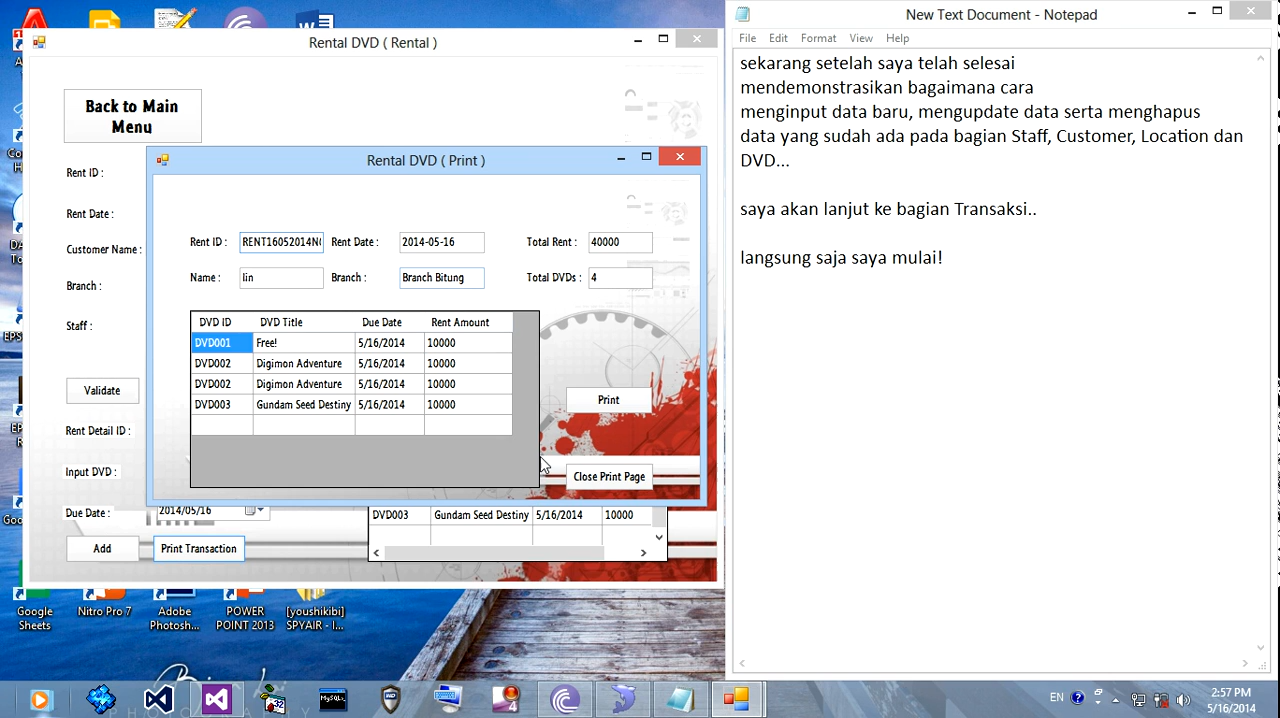 Rental DVD ( Rental )
Back to Main
Menu
Rent ID :
Rent Date :
Customer Name :
Branch :
Staff :
Validate
Rent Detail ID :
Input DVD :
Due Date :
2014/05/16
Add
Print Transaction
DVD003 Gundam Seed Destiny 5/16/2014 10000
Rental DVD ( Print )
Rent ID : RENT16052014N Rent Date : 2014-05-16 Total Rent : 40000
Name : lin Branch : Branch Bitung Total DVDs : 4
DVD ID DVD Title Due Date Rent Amount
DVD001 Free! 5/16/2014 10000
DVD002 Digimon Adventure 5/16/2014 10000
DVD002 Digimon Adventure 5/16/2014 10000
DVD003 Gundam Seed Destiny 5/16/2014 10000
Print
Close Print Page
New Text Document - Notepad
File Edit Format View Help
sekarang setelah saya telah selesai
mendemonstrasikan bagaimana cara
menginput data baru, mengupdate data serta menghapus
data yang sudah ada pada bagian Staff, Customer, Location dan
DVD...
saya akan lanjut ke bagian Transaksi..
langsung saja saya mulai!
Google
Sheets
Nitro Pro 7
Adobe
Photosh...
POWER
POINT 2013
[youshikibi]
SPYAIR - I...
MySQL
32
4
EN
2:57 PM
5/16/2014